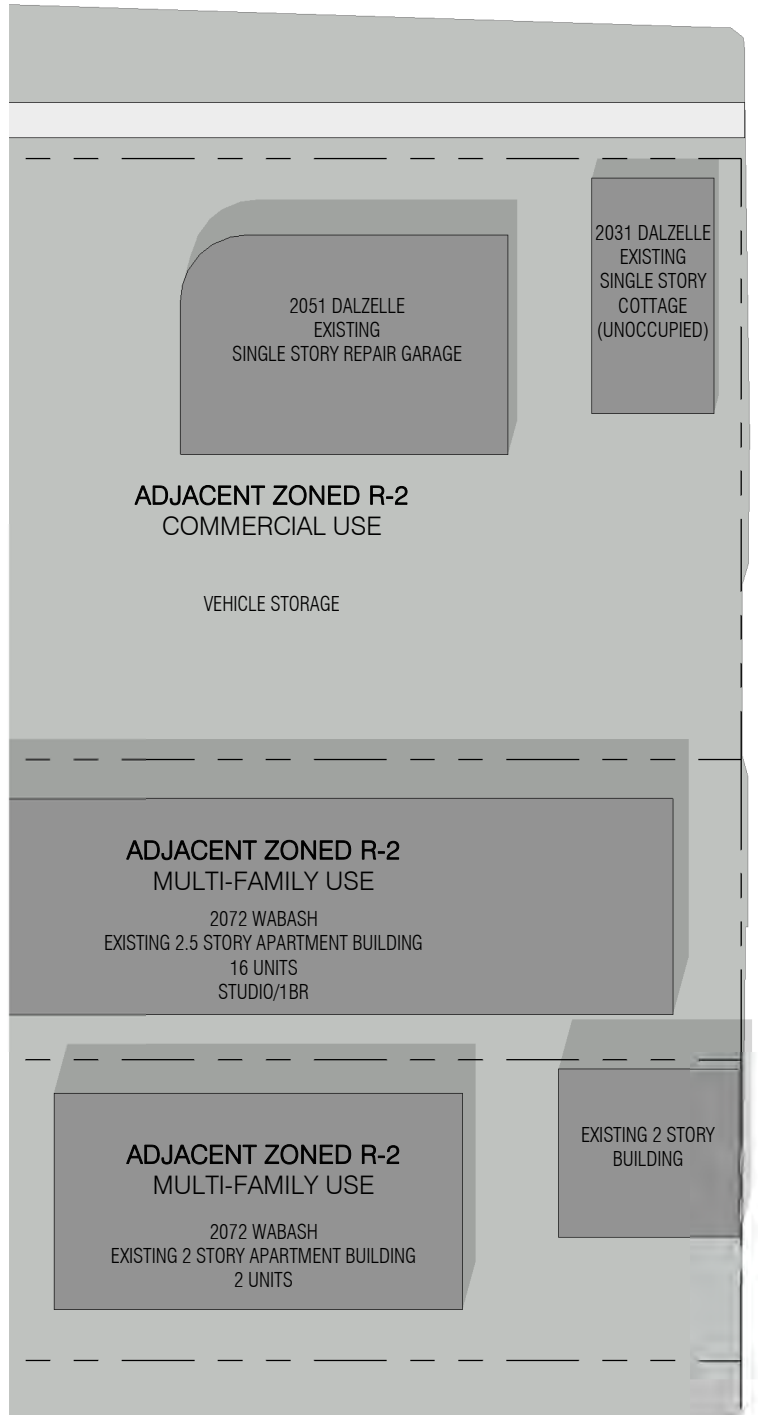 2031 DALZELLE
EXISTING
SINGLE STORY
COTTAGE
(UNOCCUPIED)
2051 DALZELLE
EXISTING
SINGLE STORY REPAIR GARAGE
ADJACENT ZONED R-2
COMMERCIAL USE
VEHICLE STORAGE
ADJACENT ZONED R-2
MULTI-FAMILY USE
2072 WABASH
EXISTING 2.5 STORY APARTMENT BUILDING
16 UNITS
STUDIO/1BR
EXISTING 2 STORY
BUILDING
ADJACENT ZONED R-2
MULTI-FAMILY USE
2072 WABASH
EXISTING 2 STORY APARTMENT BUILDING
2 UNITS